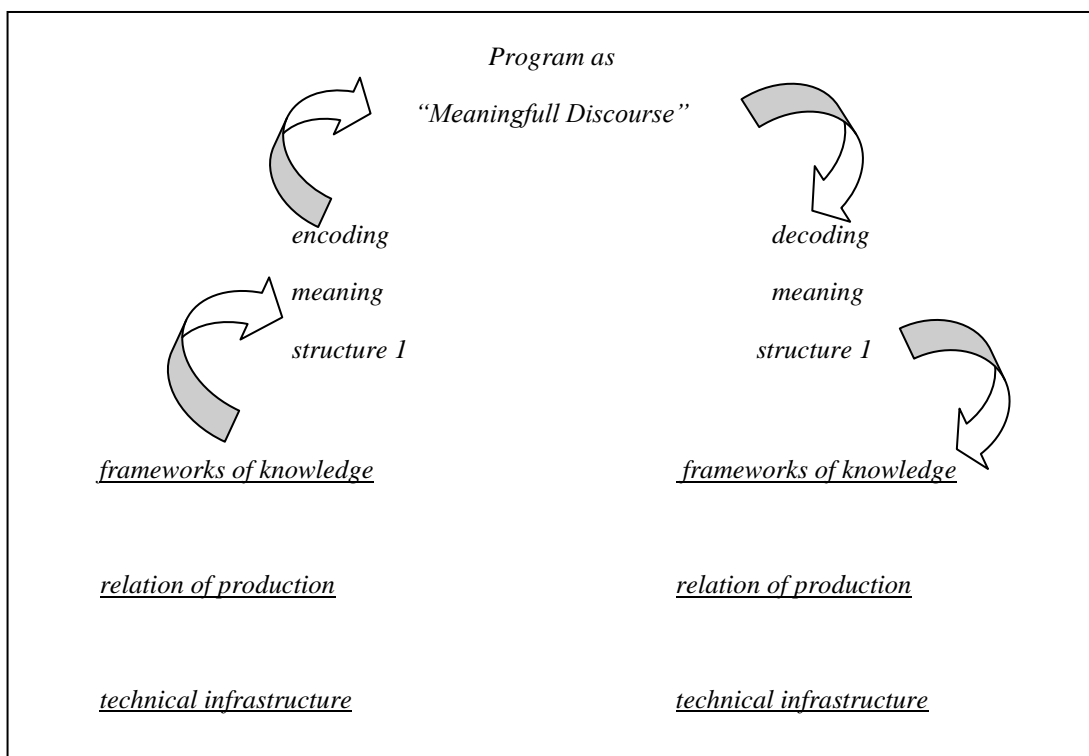 Program as
“Meaningfull Discourse”
encoding
meaning
structure 1
decoding
meaning
structure 1
frameworks of knowledge
frameworks of knowledge
relation of production
relation of production
technical infrastructure
technical infrastructure